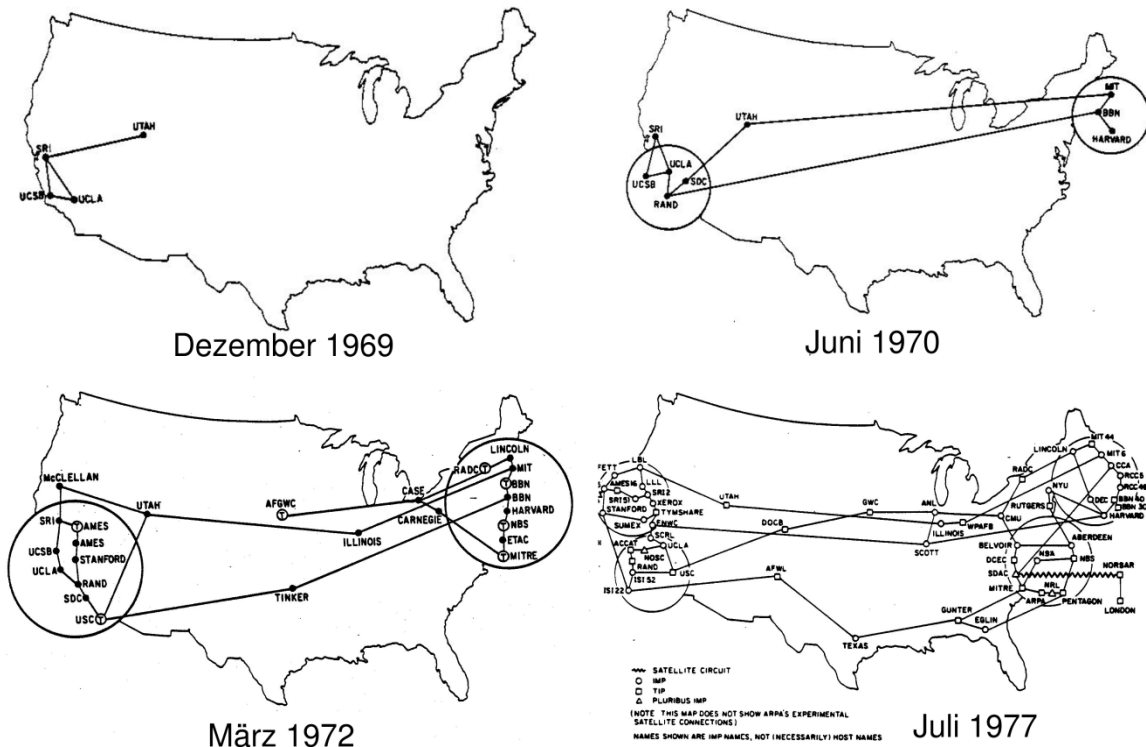 UTAH
SRI
UCSB
UCLA
Dezember 1969
MIT
BBN
HARVARD
UTAH
SRI
UCLA
UCSB
SDC
RAND
Juni 1970
LINCOLN
RADC T
MIT
T BBN
BBN
HARVARD
T NBS
ETAC
T MITRE
McCLELLAN
CASE
AFGWC
T
CARNEGIE
UTAH
ILLINOIS
SRI
T AMES
AMES
UCSB
STANFORD
UCLA
RAND
SDC
USC T
TINKER
März 1972
MIT 44
LINCOLN
MIT 6
CCA
RCC5
RADC
NYU
DEC
HARVARD
RUTGERS
LBL
FETT
AMES16
LLL
SRI2
SRI51
XEROX
STANFORD
TYMSHARE
SUMEX
SCRL
ACCAT
UCLA
NOSC
RAND
ISI52
USC
ISI22
UTAH
DOCB
GWC
ANL
ILLINOIS
WPAFB
CMU
SCOTT
AFWL
TEXAS
GUNTER
EGLIN
BELVOIR
ABERDEEN
DCEC
NBS
SDAC
NORSAR
MITRE
NRL
ARPA
PENTAGON
LONDON
SATELLITE CIRCUIT
IMP
TIP
PLURIBUS IMP
(NOTE THIS MAP DOES NOT SHOW ARPA'S EXPERIMENTAL
SATELLITE CONNECTIONS)
NAMES SHOWN ARE IMP NAMES, NOT (NECESSARILY) HOST NAMES
Juli 1977